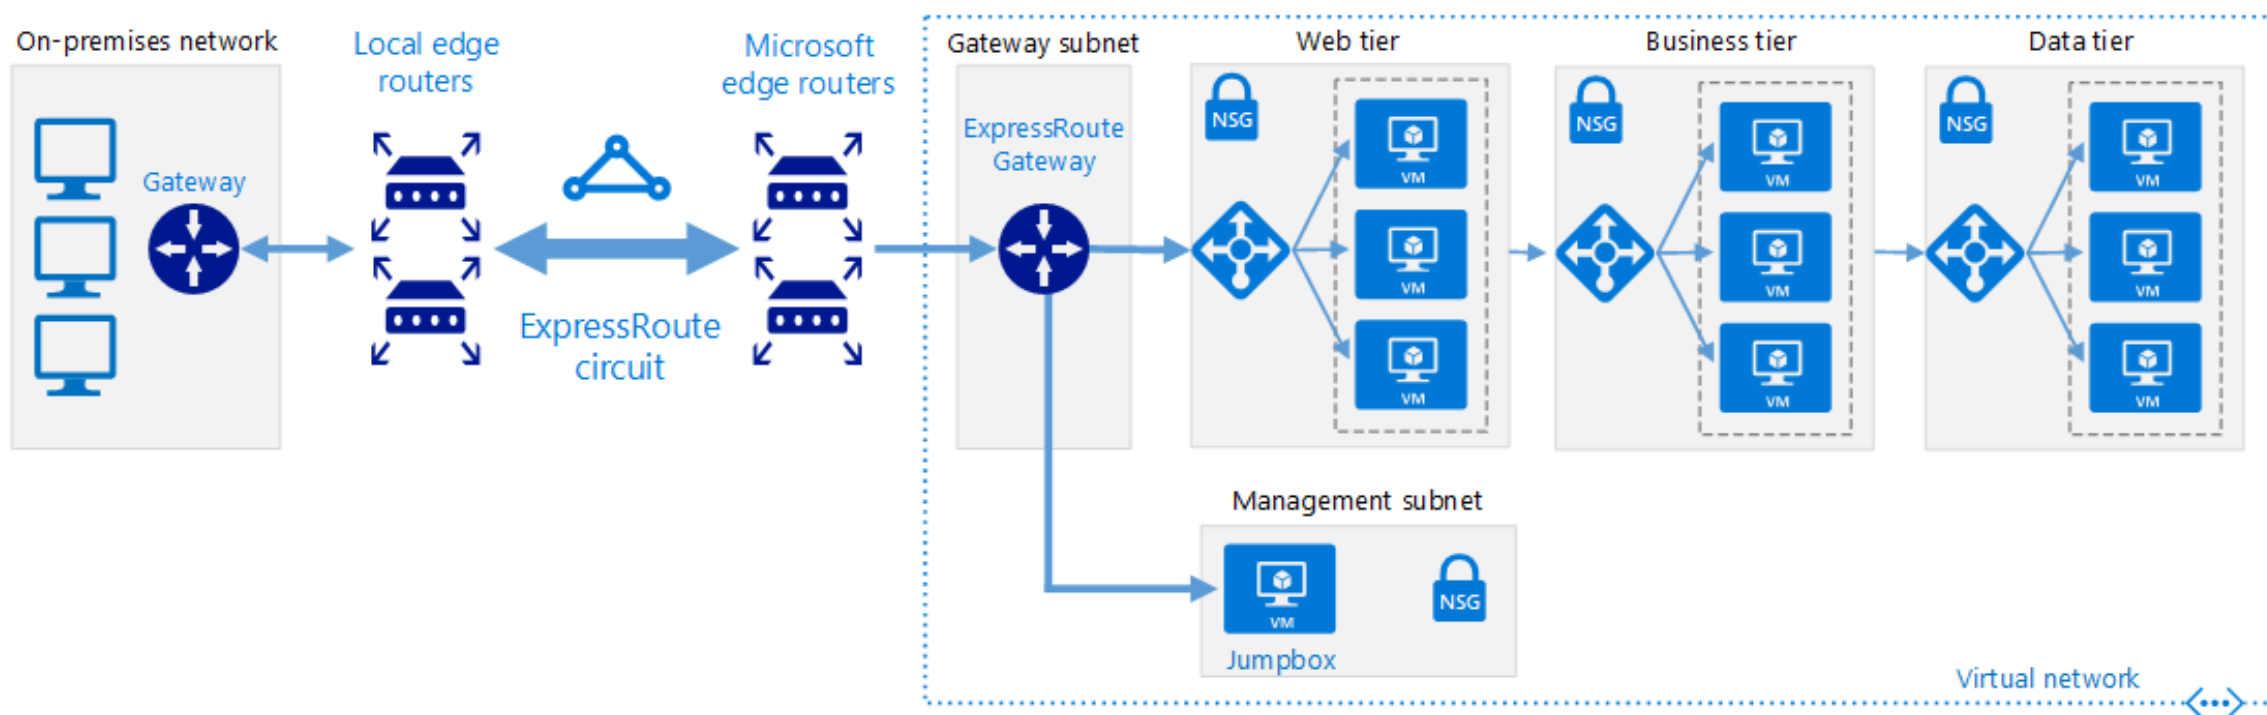 On-premises network
Gateway
Local edge
routers
ExpressRoute
circuit
Microsoft
edge routers
Gateway subnet
ExpressRoute
Gateway
Web tier
NSG
VM
VM
VM
Business tier
NSG
VM
VM
VM
Data tier
NSG
VM
VM
VM
Management subnet
VM
Jumpbox
NSG
Virtual network